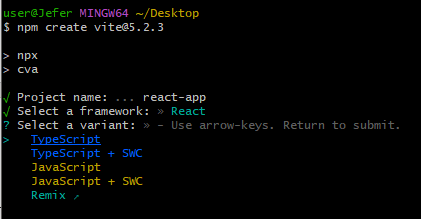 user@Jefer MINGW64 ~/Desktop
$ npm create vite@5.2.3
> npx
> cva
√ Project name: ... react-app
√ Select a framework: » React
? Select a variant: » - Use arrow-keys. Return to submit.
> TypeScript
TypeScript + SWC
JavaScript
JavaScript + SWC
Remix ↗